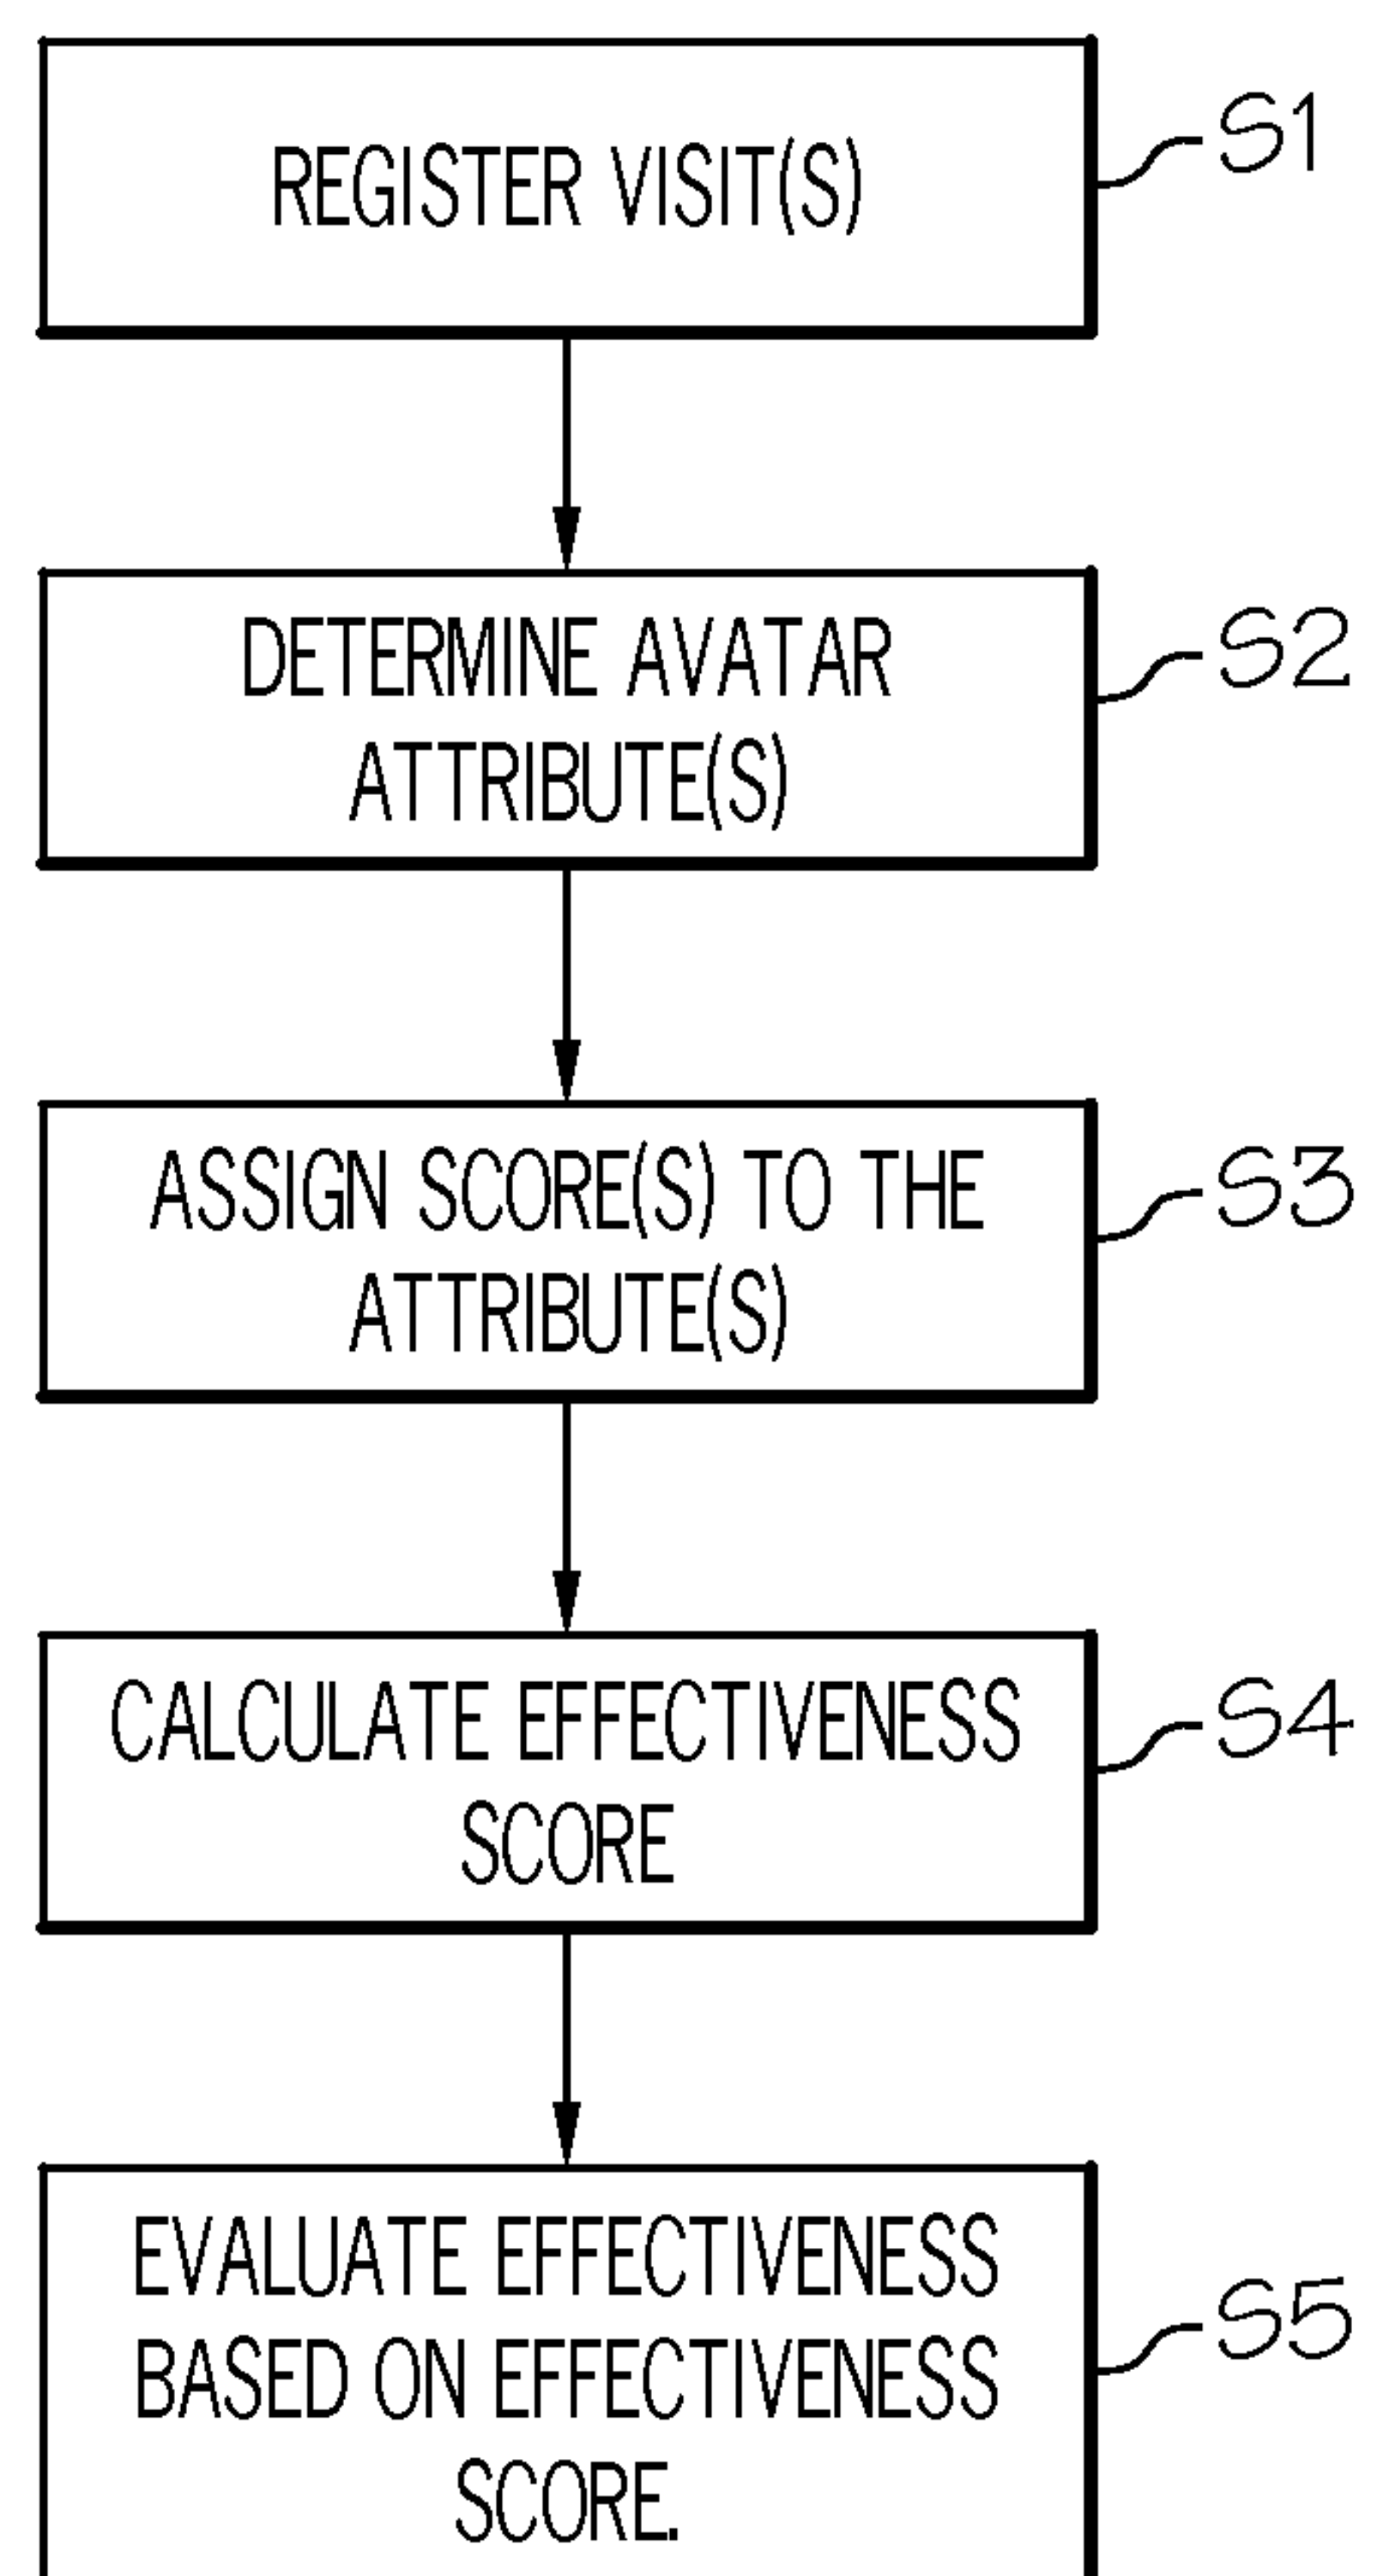 REGISTER VISIT(S)
S1
DETERMINE AVATAR
ATTRIBUTE(S)
S2
ASSIGN SCORE(S) TO THE
ATTRIBUTE(S)
S3
CALCULATE EFFECTIVENESS
SCORE
S4
EVALUATE EFFECTIVENESS
BASED ON EFFECTIVENESS
SCORE.
S5